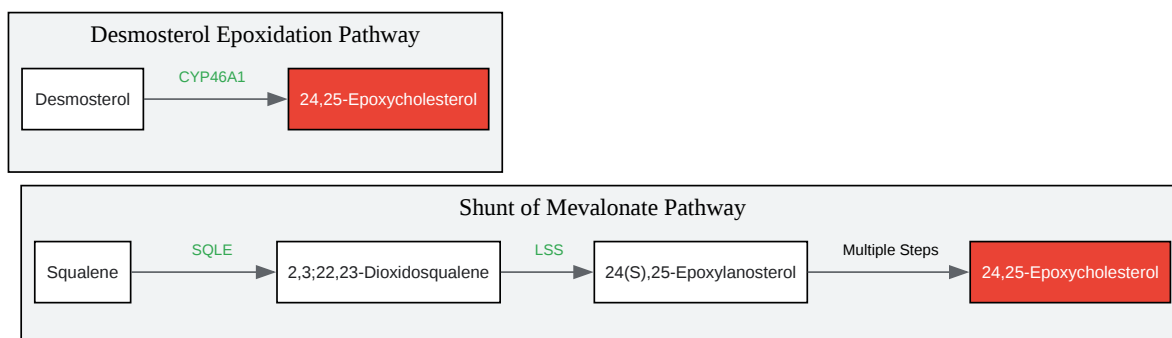 Desmosterol Epoxidation Pathway
CYP46A1
Desmosterol
24,25-Epoxycholesterol
Shunt of Mevalonate Pathway
SQLE
LSS
Multiple Steps
Squalene
2,3;22,23-Dioxidosqualene
24(S),25-Epoxylanosterol
24,25-Epoxycholesterol